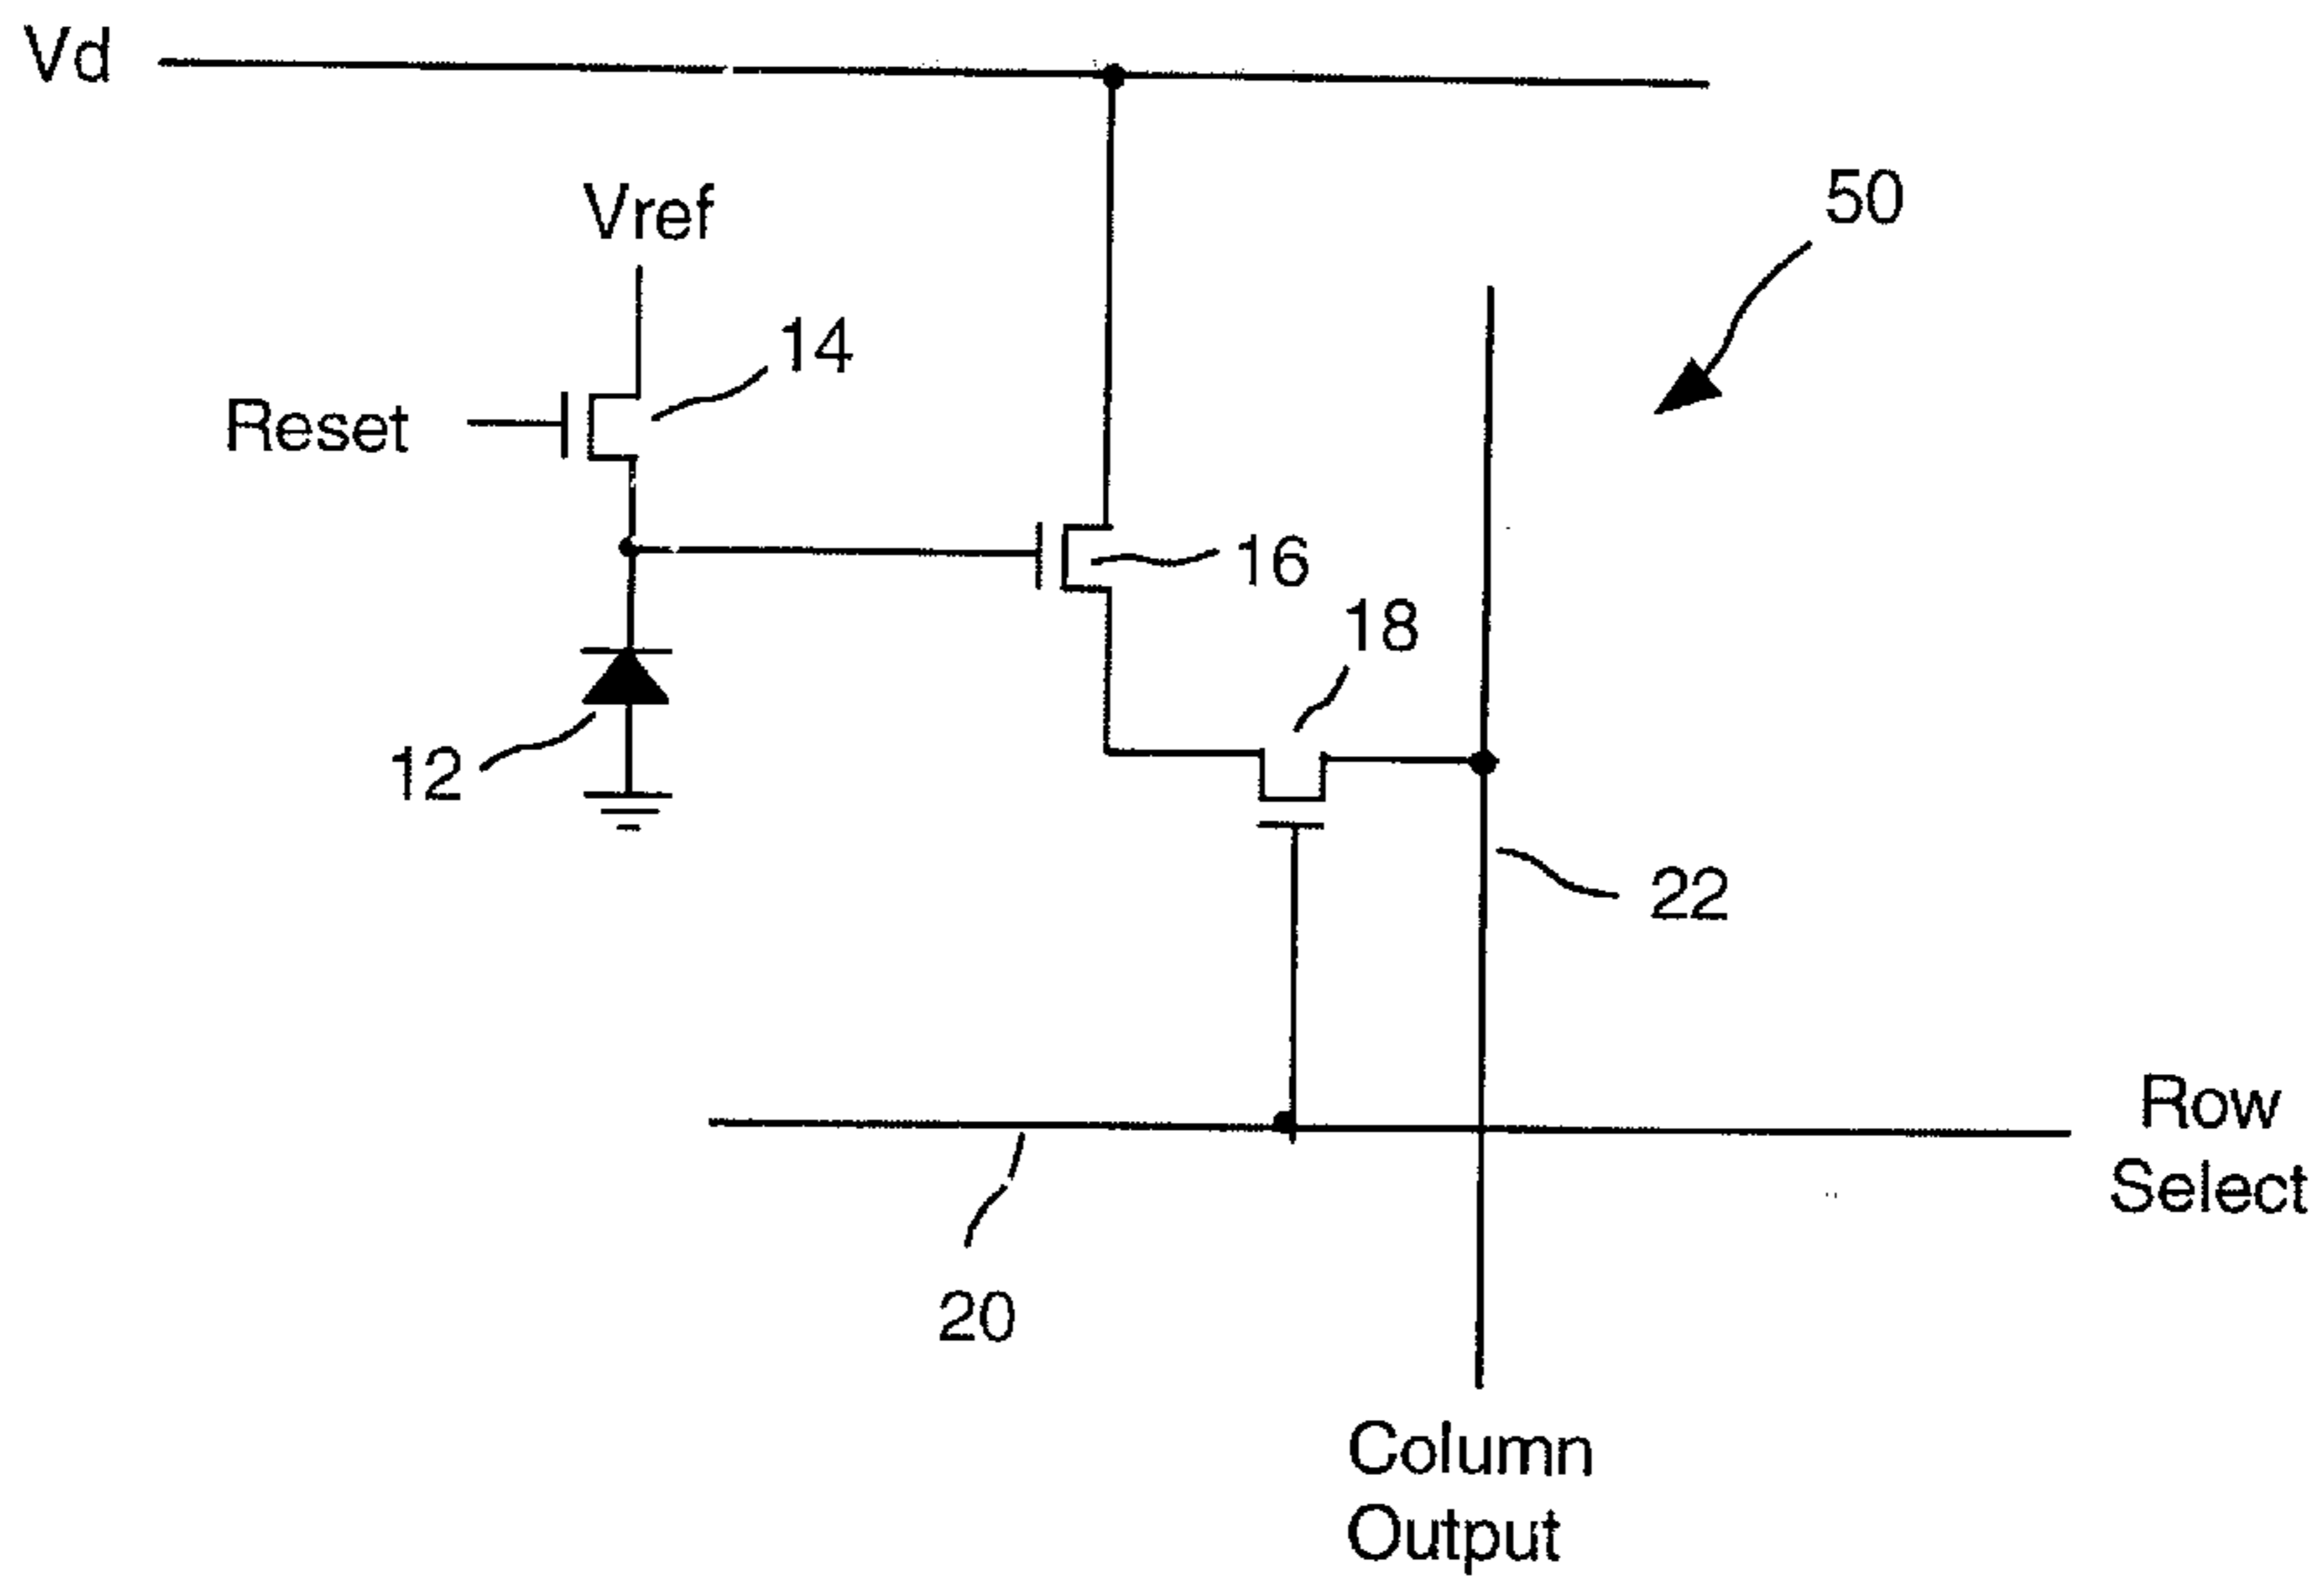 Vd
Vref
50
14
Reset
16
18
12
22
Row
Select
20
Column
Output